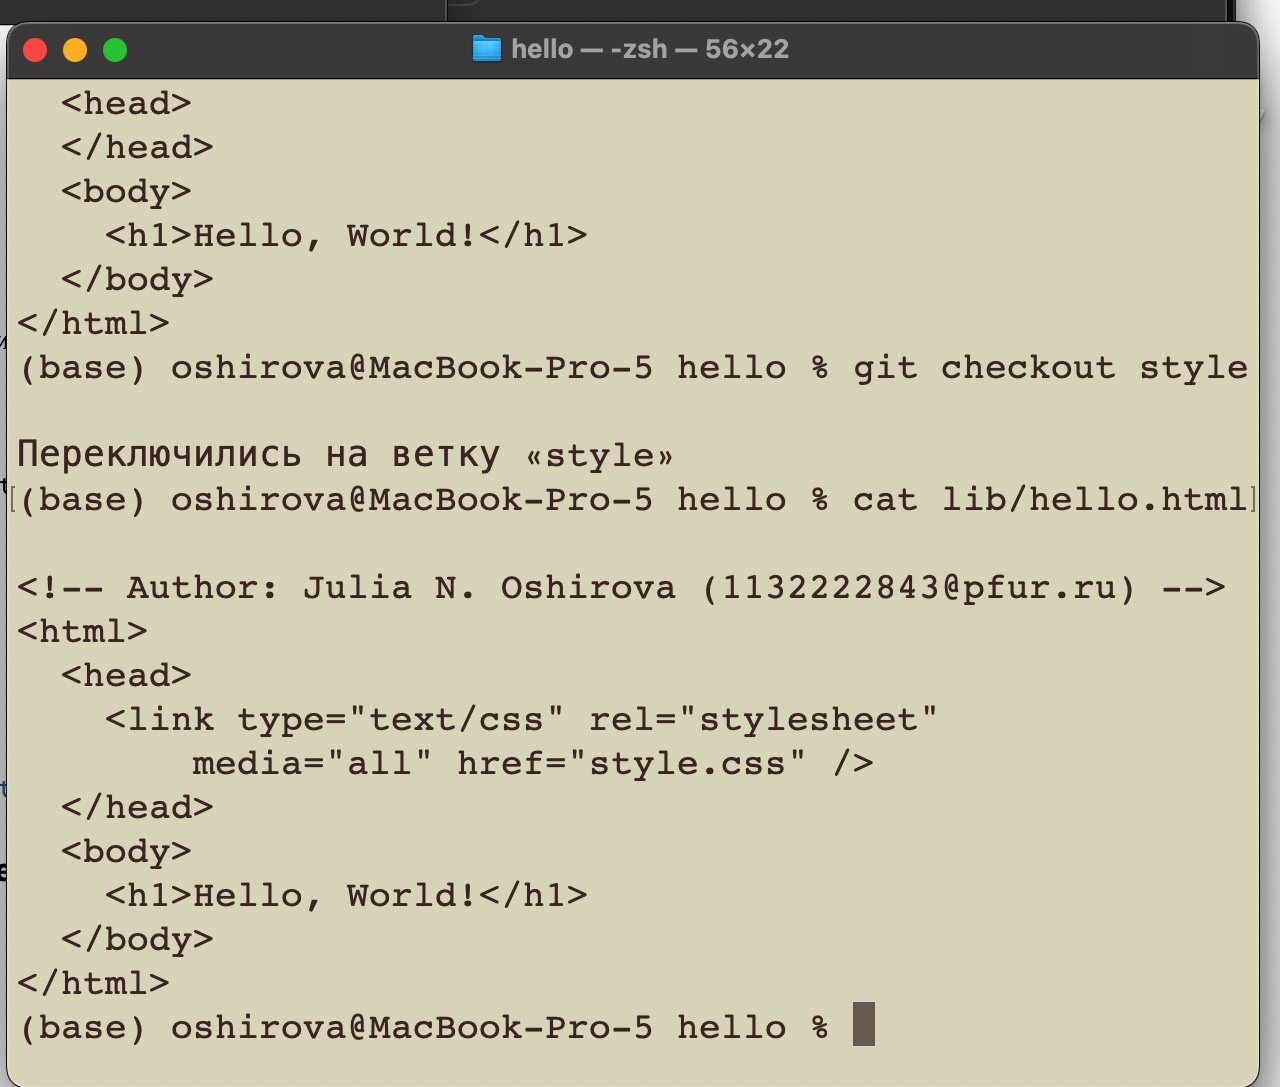 hello — -zsh — 56×22
<head>
</head>
<body>
<h1>Hello, World!</h1>
</body>
</html>
(base) oshirova@MacBook-Pro-5 hello % git checkout style
Переключились на ветку «style»
[(base) oshirova@MacBook-Pro-5 hello % cat lib/hello.html]
<!-- Author: Julia N. Oshirova (1132222843@pfur.ru) -->
<html>
<head>
<link type="text/css" rel="stylesheet"
media="all" href="style.css" />
</head>
<body>
<h1>Hello, World!</h1>
</body>
</html>
(base) oshirova@MacBook-Pro-5 hello %